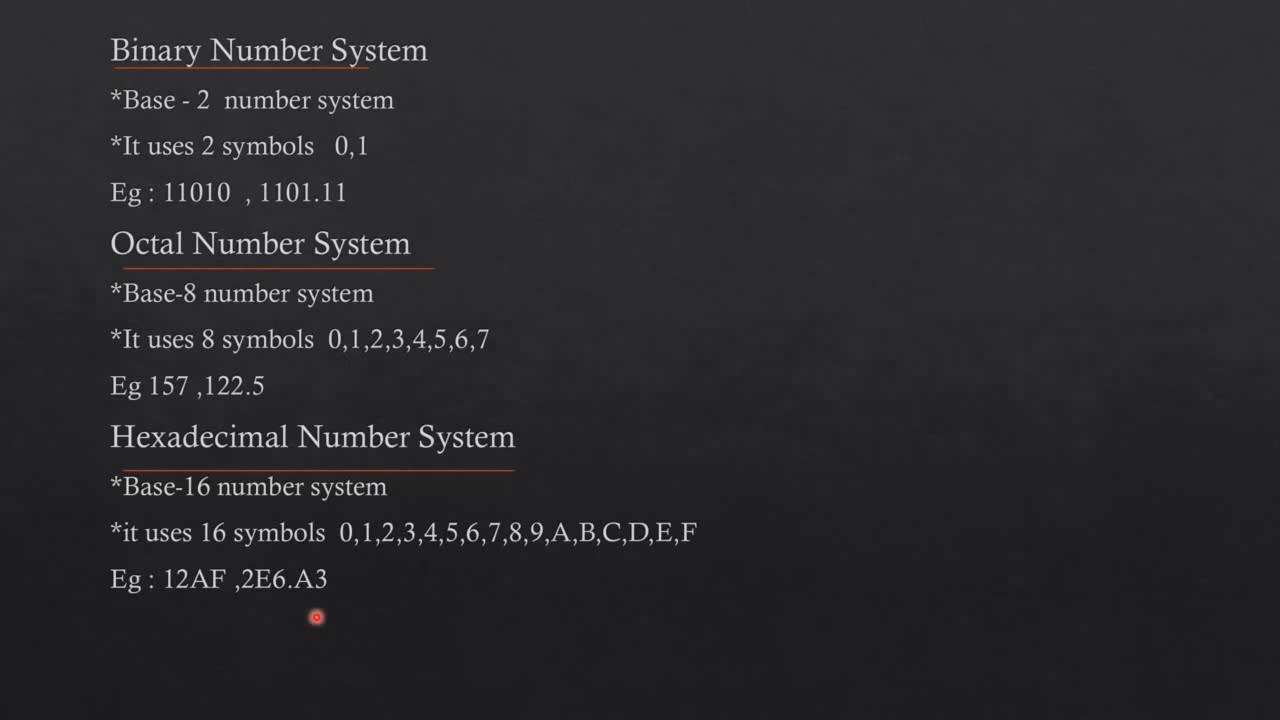 Binary Number System
*Base - 2 number system
*It uses 2 symbols 0,1
Eg : 11010 , 1101.11
Octal Number System
*Base-8 number system
*It uses 8 symbols 0,1,2,3,4,5,6,7
Eg 157 ,122.5
Hexadecimal Number System
*Base-16 number system
*it uses 16 symbols 0,1,2,3,4,5,6,7,8,9,A,B,C,D,E,F
Eg : 12AF ,2E6.A3